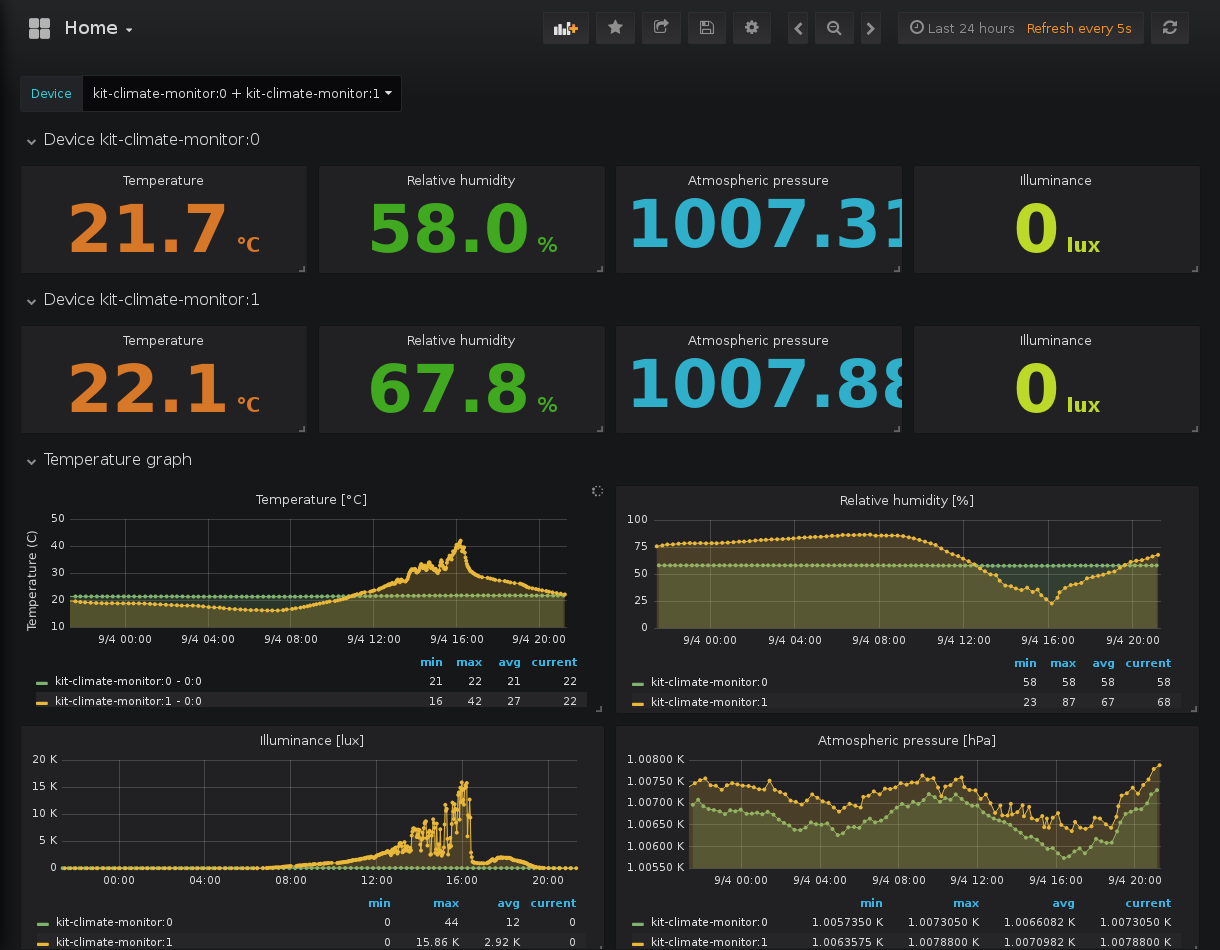 Home
Last 24 hours Refresh every 5s
Device kit-climate-monitor:0 + kit-climate-monitor:1
Device kit-climate-monitor:0
Temperature Relative humidity Atmospheric pressure Illuminance
21.7 °C 58.0 % 1007.31 0 lux
Device kit-climate-monitor:1
Temperature Relative humidity Atmospheric pressure Illuminance
22.1 °C 67.8 % 1007.88 0 lux
Temperature graph
Temperature [°C]
Temperature (C)
50
40
30
20
10
9/4 00:00 9/4 04:00 9/4 08:00 9/4 12:00 9/4 16:00 9/4 20:00
min max avg current
kit-climate-monitor:0 - 0:0 21 22 21 22
kit-climate-monitor:1 - 0:0 16 42 27 22
Relative humidity [%]
100
75
50
25
0
9/4 00:00 9/4 04:00 9/4 08:00 9/4 12:00 9/4 16:00 9/4 20:00
min max avg current
kit-climate-monitor:0 58 58 58 58
kit-climate-monitor:1 23 87 67 68
Illuminance [lux]
20 K
15 K
10 K
5 K
0
00:00 04:00 08:00 12:00 16:00 20:00
min max avg current
kit-climate-monitor:0 0 44 12 0
kit-climate-monitor:1 0 15.86 K 2.92 K 0
Atmospheric pressure [hPa]
1.00800 K
1.00750 K
1.00700 K
1.00650 K
1.00600 K
1.00550 K
9/4 00:00 9/4 04:00 9/4 08:00 9/4 12:00 9/4 16:00 9/4 20:00
min max avg current
kit-climate-monitor:0 1.0057350 K 1.0073050 K 1.0066082 K 1.0073050 K
kit-climate-monitor:1 1.0063575 K 1.0078800 K 1.0070982 K 1.0078800 K